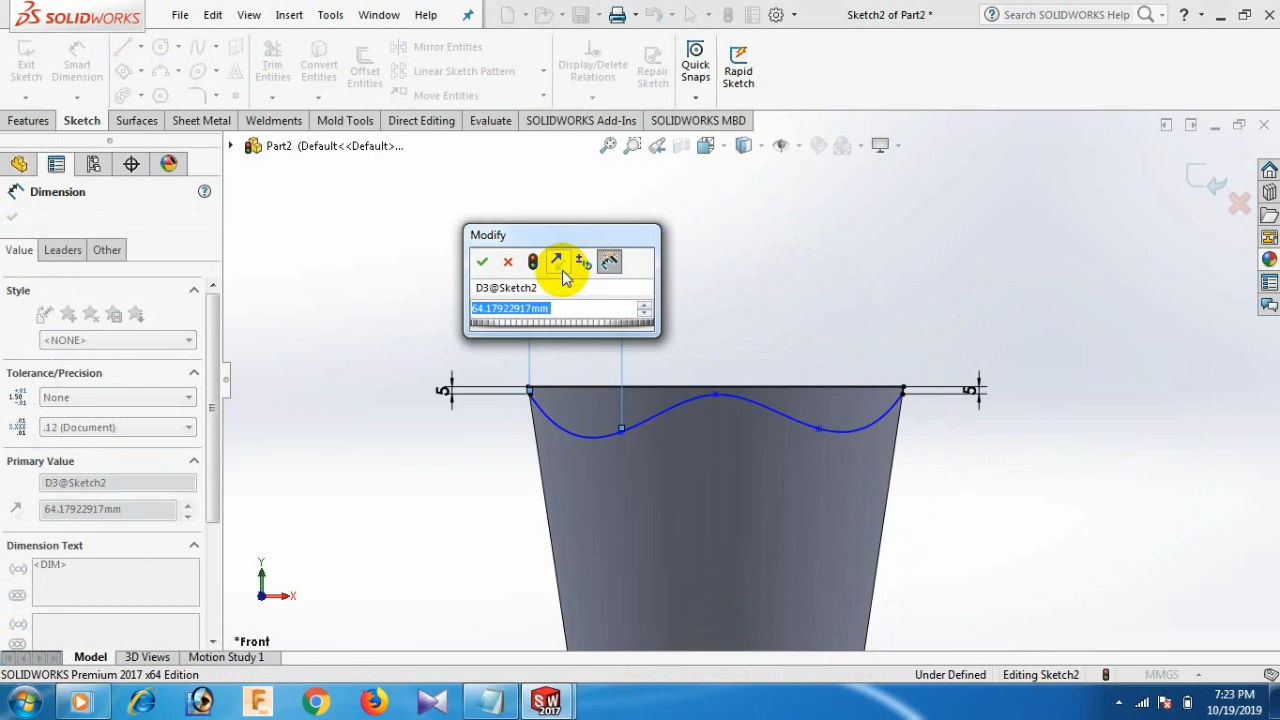 SOLIDWORKS
File Edit View Insert Tools Window Help
Sketch2 of Part2 *
Search SOLIDWORKS Help
?
Exit Sketch
Smart Dimension
Trim Entities
Convert Entities
Offset Entities
Mirror Entities
Linear Sketch Pattern
Move Entities
Display/Delete Relations
Repair Sketch
Quick Snaps
Rapid Sketch
Features Sketch Surfaces Sheet Metal Weldments Mold Tools Direct Editing Evaluate SOLIDWORKS Add-Ins SOLIDWORKS MBD
Part2 (Default<<Default>...
Dimension
Value Leaders Other
Style
<NONE>
Tolerance/Precision
None
.12 (Document)
Primary Value
D3@Sketch2
64.17922917mm
Dimension Text
<DIM>
Modify
D3@Sketch2
64.17922917mm
5
5
Y
X
*Front
Model 3D Views Motion Study 1
SOLIDWORKS Premium 2017 x64 Edition
Under Defined
Editing Sketch2
MMGS
SW
2017
7:23 PM
10/19/2019